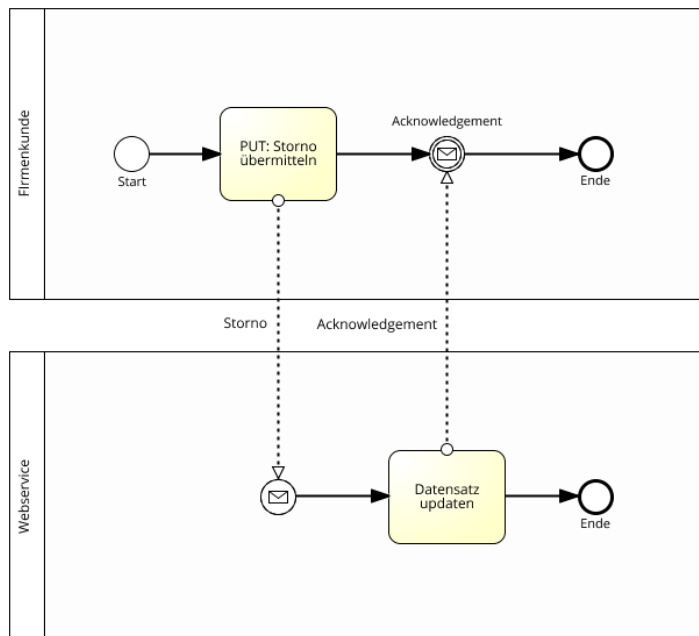 FIrmenkunde
Acknowledgement
PUT: Storno
übermitteln
Start
Ende
Storno
Acknowledgement
Webservice
Datensatz
updaten
Ende